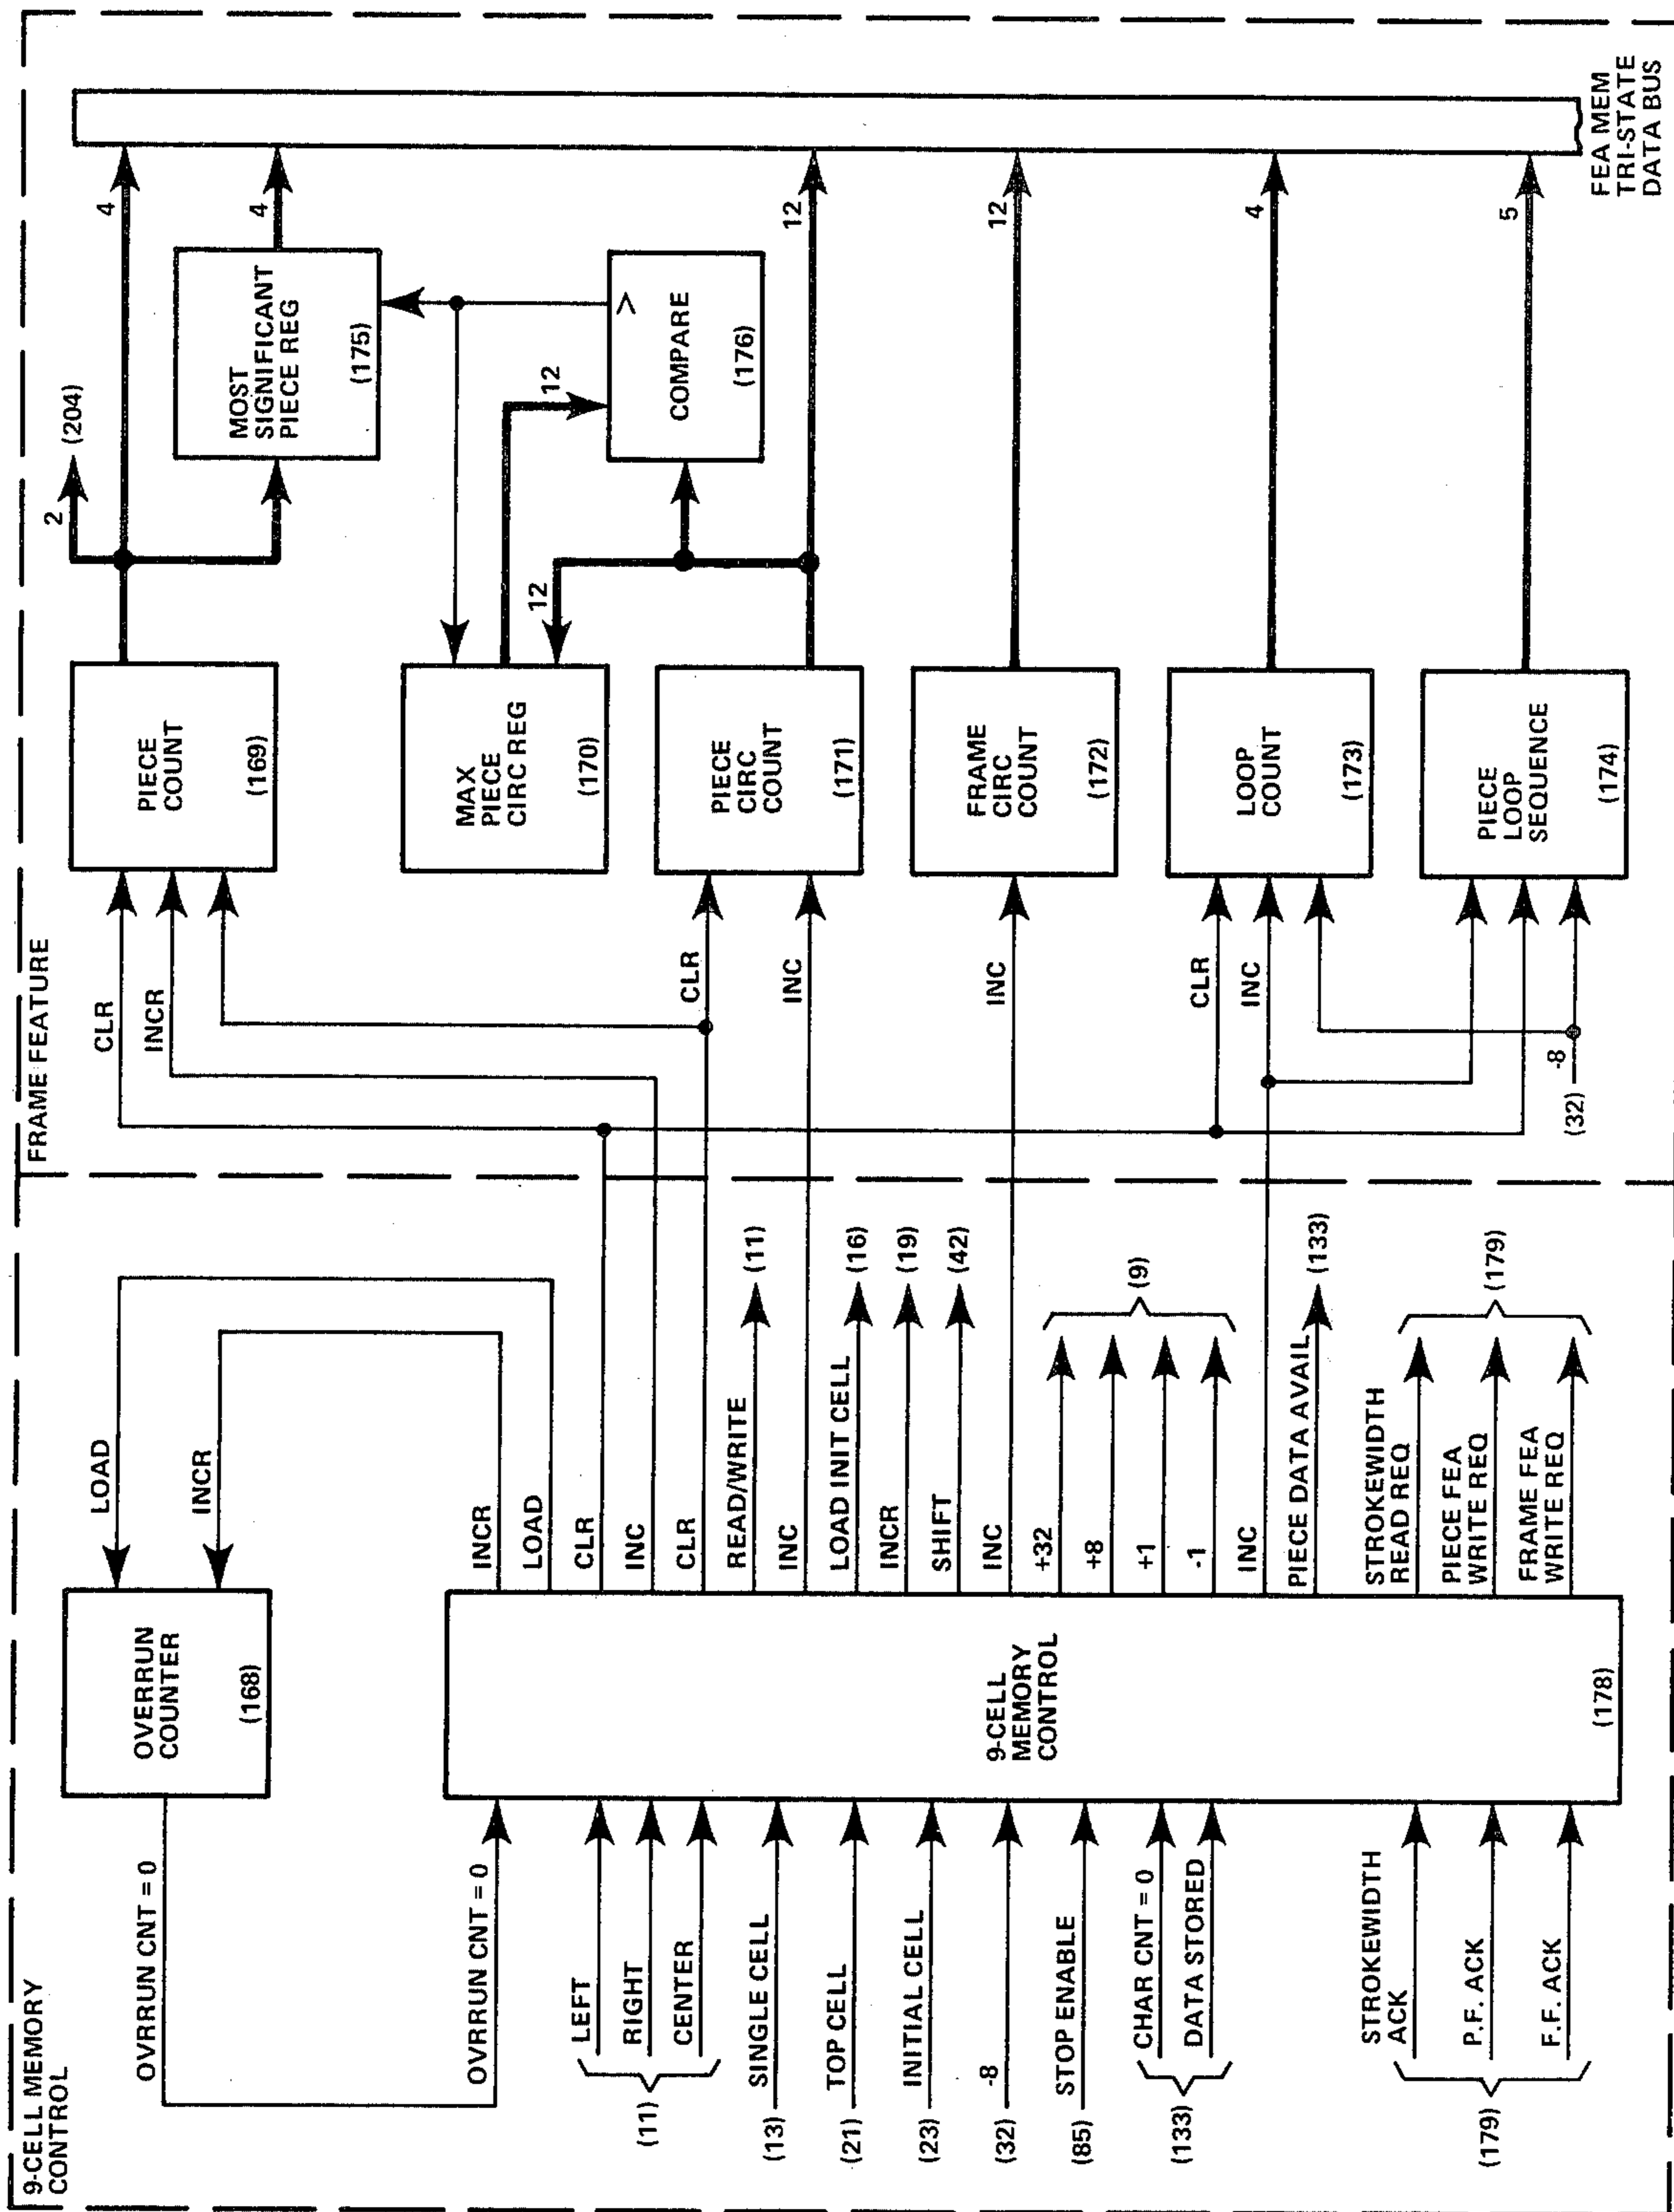 9-CELL MEMORY
CONTROL
OVRRUN CNT = 0
OVERRUN
COUNTER
(168)
LOAD
INCR
OVRRUN CNT = 0
LEFT
RIGHT
CENTER
(11)
(13) SINGLE CELL
(21) TOP CELL
(23) INITIAL CELL
(32) -8
(85) STOP ENABLE
CHAR CNT = 0
DATA STORED
(133)
STROKEWIDTH
ACK
P.F. ACK
F.F. ACK
(179)
9-CELL
MEMORY
CONTROL
(178)
INCR
LOAD
CLR
INC
CLR
READ/WRITE (11)
INC
LOAD INIT CELL (16)
INCR (19)
SHIFT (42)
INC
+32
+8
+1
-1
(9)
INC
PIECE DATA AVAIL (133)
STROKEWIDTH
READ REQ
PIECE FEA
WRITE REQ
FRAME FEA
WRITE REQ
(179)
FRAME FEATURE
CLR
INCR
CLR
INC
INC
CLR
INC
(32) -8
PIECE
COUNT
(169)
MAX
PIECE
CIRC REG
(170)
PIECE
CIRC
COUNT
(171)
FRAME
CIRC
COUNT
(172)
LOOP
COUNT
(173)
PIECE
LOOP
SEQUENCE
(174)
2 (204)
MOST
SIGNIFICANT
PIECE REG
(175)
12
12
>
COMPARE
(176)
4
4
12
12
4
5
FEA MEM
TRI-STATE
DATA BUS